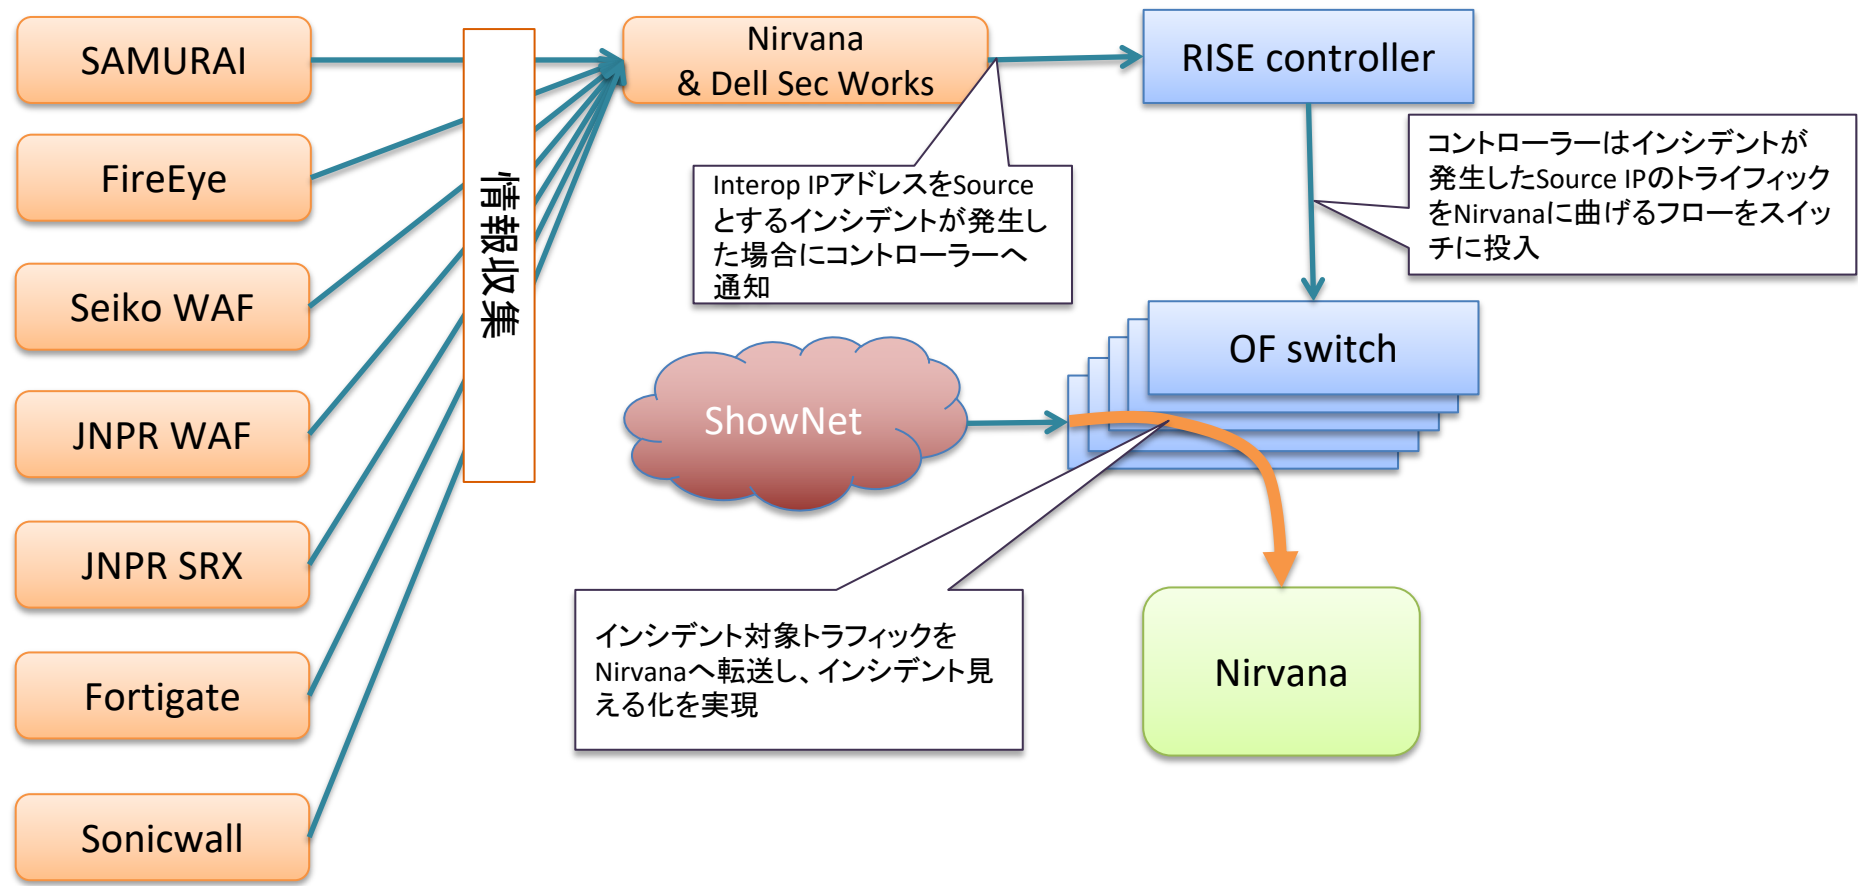 SAMURAI
FireEye
Seiko WAF
JNPR WAF
JNPR SRX
Fortigate
Sonicwall
情報収集
Nirvana
& Dell Sec Works
RISE controller
Interop IPアドレスをSource
とするインシデントが発生し
た場合にコントローラーへ
通知
コントローラーはインシデントが
発生したSource IPのトライフィック
をNirvanaに曲げるフローをスイッ
チに投入
OF switch
ShowNet
インシデント対象トラフィックを
Nirvanaへ転送し、インシデント見
える化を実現
Nirvana